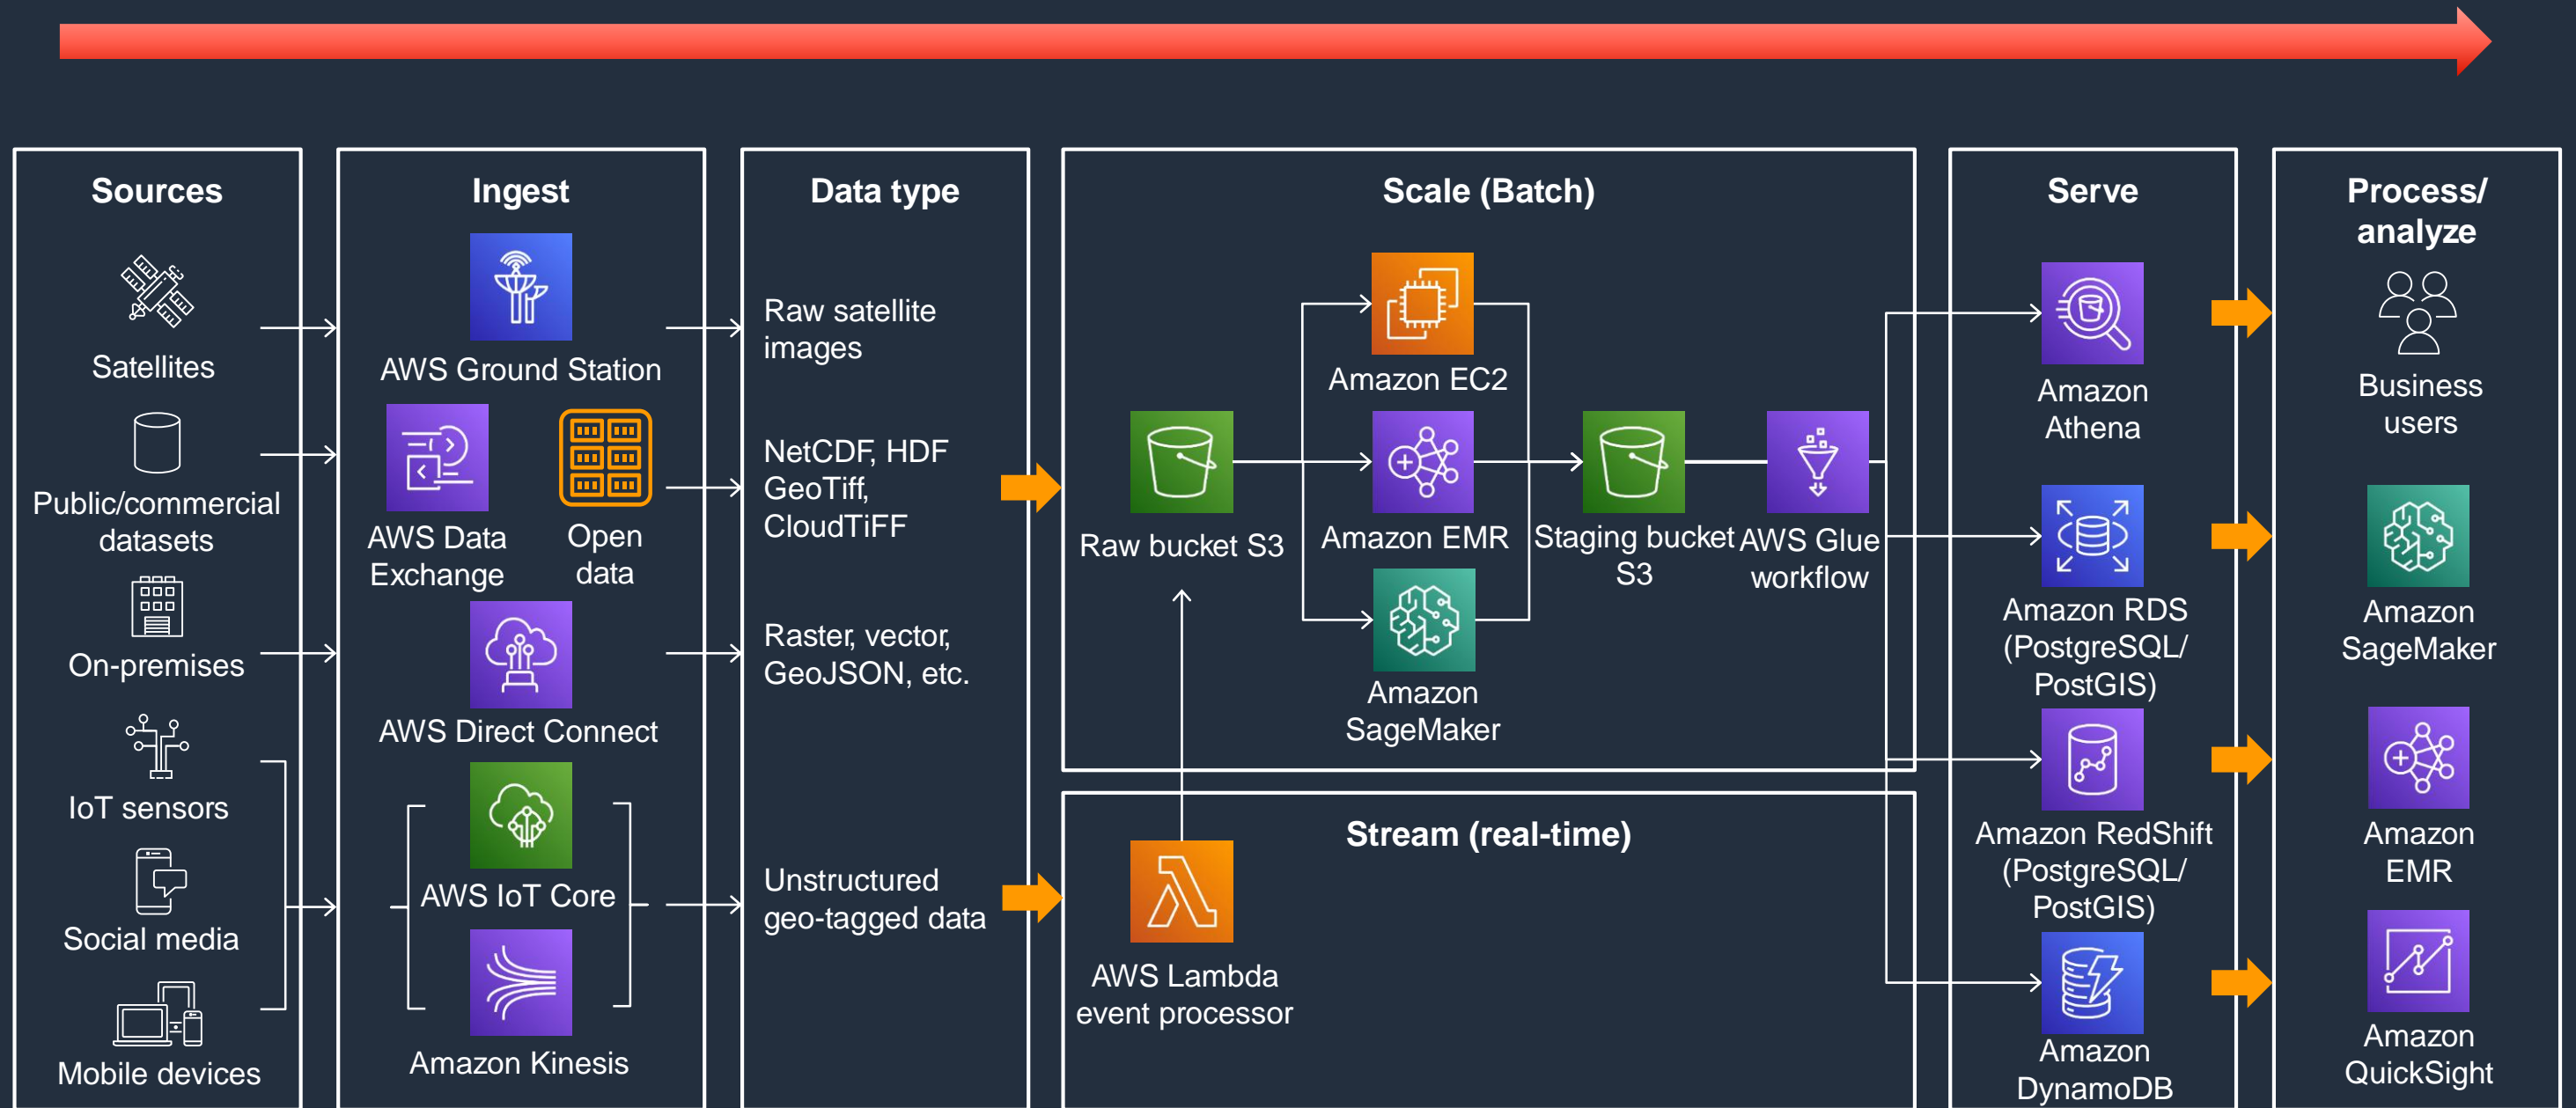 Sources
Satellites
Public/commercial
datasets
On-premises
IoT sensors
Social media
Mobile devices
Ingest
AWS Ground Station
AWS Data
Exchange
Open
data
AWS Direct Connect
AWS IoT Core
Amazon Kinesis
Data type
Raw satellite
images
NetCDF, HDF
GeoTiff,
CloudTiFF
Raster, vector,
GeoJSON, etc.
Unstructured
geo-tagged data
Scale (Batch)
Raw bucket S3
Amazon EC2
Amazon EMR
Amazon
SageMaker
Staging bucket
S3
AWS Glue
workflow
Stream (real-time)
AWS Lambda
event processor
Serve
Amazon
Athena
Amazon RDS
(PostgreSQL/
PostGIS)
Amazon RedShift
(PostgreSQL/
PostGIS)
Amazon
DynamoDB
Process/
analyze
Business
users
Amazon
SageMaker
Amazon
EMR
Amazon
QuickSight